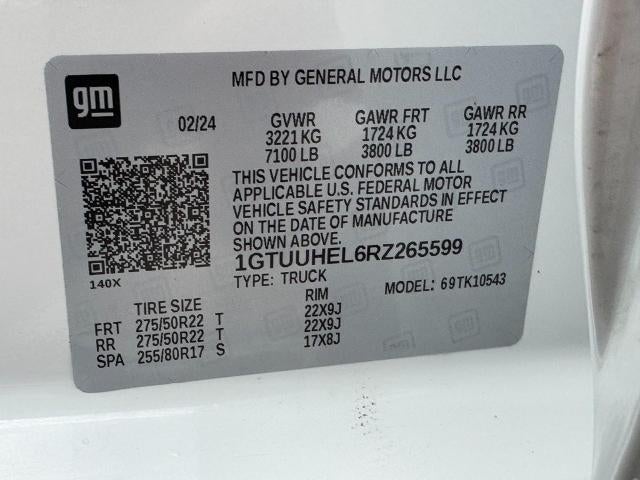 gm
MFD BY GENERAL MOTORS LLC
02/24 GVWR GAWR FRT GAWR RR
3221 KG 1724 KG 1724 KG
7100 LB 3800 LB 3800 LB
THIS VEHICLE CONFORMS TO ALL
APPLICABLE U.S. FEDERAL MOTOR
VEHICLE SAFETY STANDARDS IN EFFECT
ON THE DATE OF MANUFACTURE
SHOWN ABOVE.
1GTUUHEL6RZ265599
140X
TYPE: TRUCK MODEL: 69TK10543
TIRE SIZE RIM
FRT 275/50R22 T 22X9J
RR 275/50R22 T 22X9J
SPA 255/80R17 S 17X8J